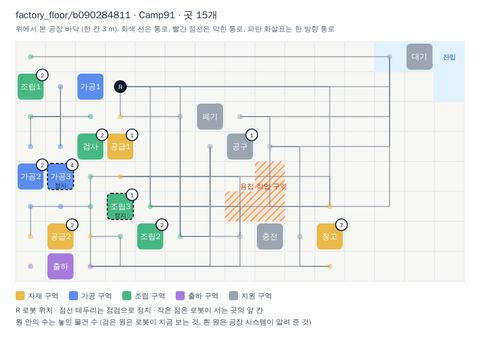 factory_floor/b090284811 · Camp91 · 곳 15개
위에서 본 공장 바닥 (한 칸 3 m). 회색 선은 통로, 빨간 점선은 막힌 통로, 파란 화살표는 한 방향 통로
대기
진입
조립1
2
가공1
R
폐기
검사
2
공급1
1
공구
1
가공2
2
가공3
4
정지
용접 작업 구역
조립3
1
정지
공급2
2
조립2
2
충전
창고
7
출하
자재 구역
가공 구역
조립 구역
출하 구역
지원 구역
R 로봇 위치 · 점선 테두리는 점검으로 정지 · 작은 점은 로봇이 서는 곳의 앞 칸
원 안의 수는 놓인 물건 수 (검은 원은 로봇이 지금 보는 것, 흰 원은 공장 시스템이 알려 준 것)